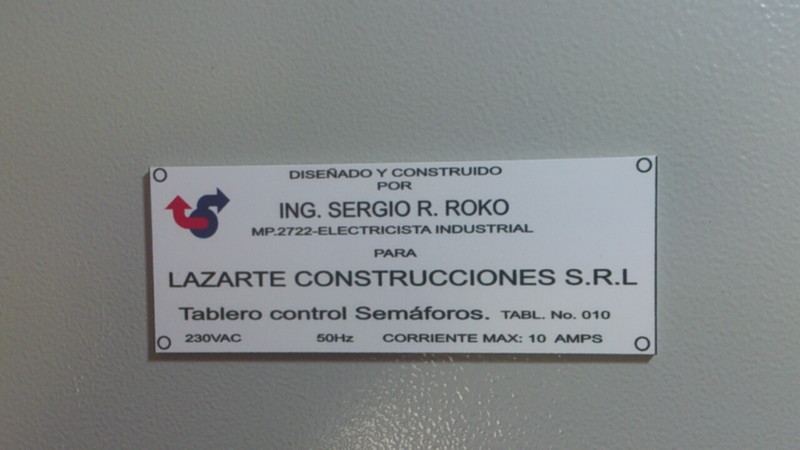 DISEÑADO Y CONSTRUIDO
POR
ING. SERGIO R. ROKO
MP.2722-ELECTRICISTA INDUSTRIAL
PARA
LAZARTE CONSTRUCCIONES S.R.L
Tablero control Semáforos. TABL. No. 010
230VAC 50Hz CORRIENTE MAX: 10 AMPS